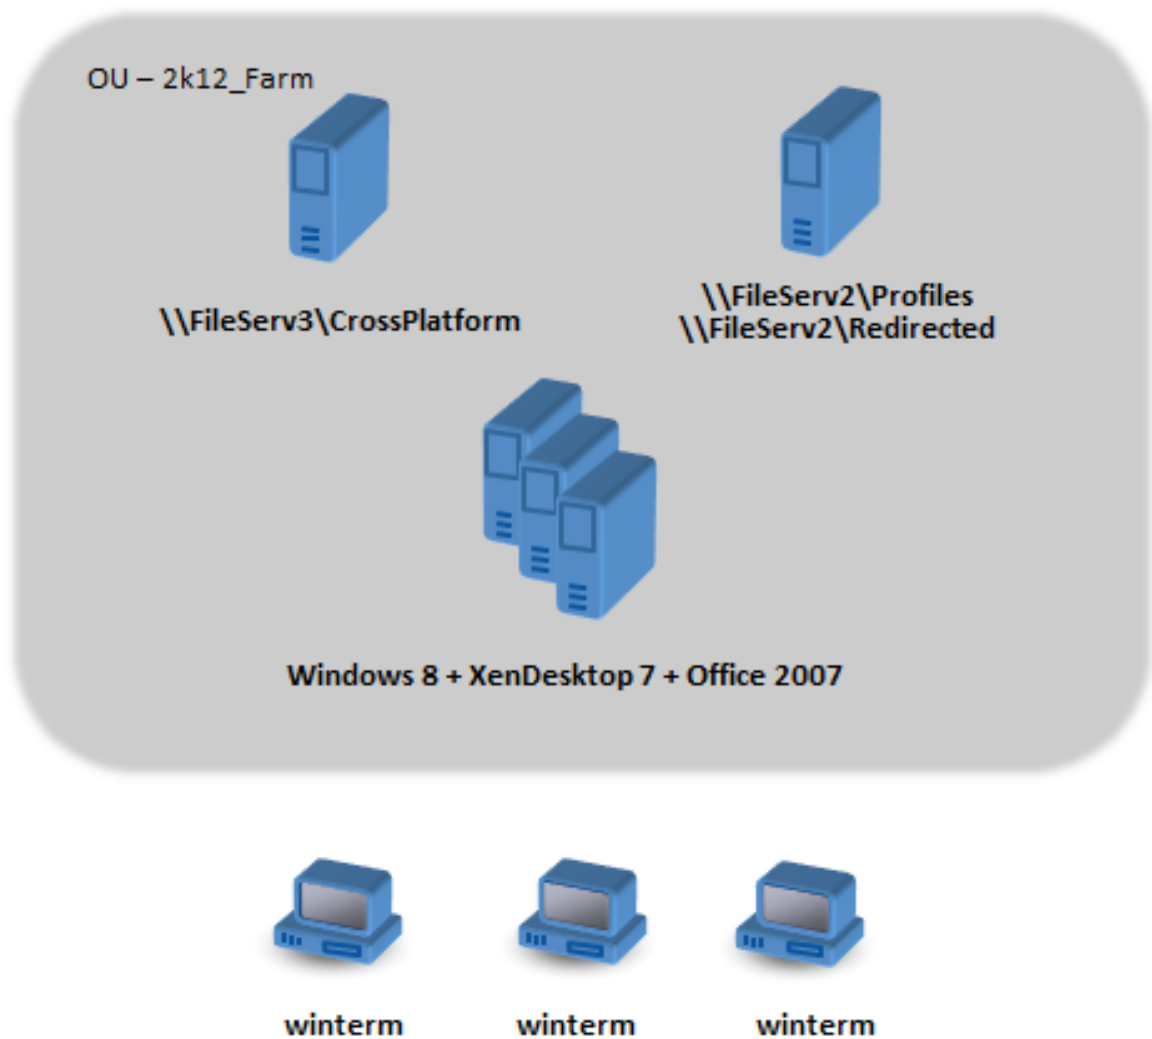 OU – 2k12_Farm
\\FileServ3\CrossPlatform
\\FileServ2\Profiles
\\FileServ2\Redirected
Windows 8 + XenDesktop 7 + Office 2007
winterm
winterm
winterm